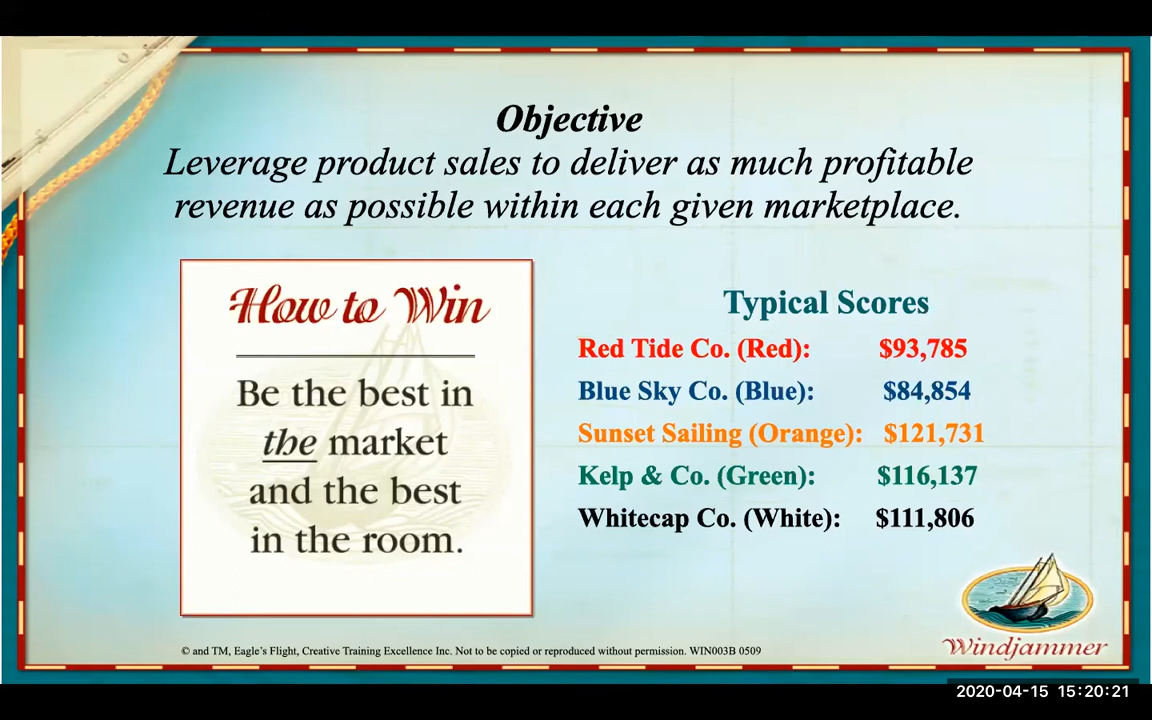 Objective
Leverage product sales to deliver as much profitable
revenue as possible within each given marketplace.
How to Win
Be the best in
the market
and the best
in the room.
Typical Scores
Red Tide Co. (Red): $93,785
Blue Sky Co. (Blue): $84,854
Sunset Sailing (Orange): $121,731
Kelp & Co. (Green): $116,137
Whitecap Co. (White): $111,806
Windjammer
© and TM, Eagle's Flight, Creative Training Excellence Inc. Not to be copied or reproduced without permission. WIN003B 0509
2020-04-15 15:20:21